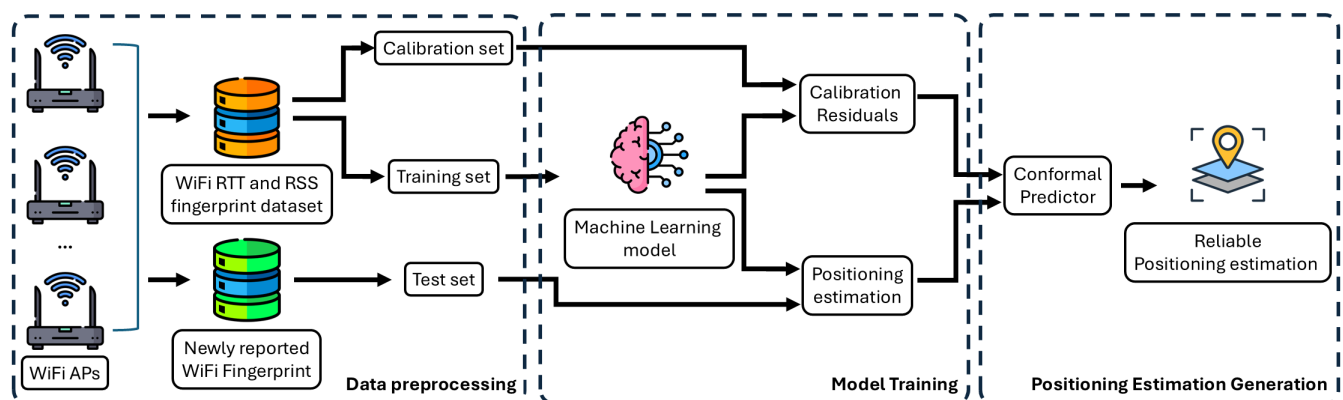 Calibration set
WiFi RTT and RSS
fingerprint dataset
Training set
...
Test set
Newly reported
WiFi Fingerprint
WiFi APs
Data preprocessing
Machine Learning
model
Calibration
Residuals
Positioning
estimation
Model Training
Conformal
Predictor
Reliable
Positioning estimation
Positioning Estimation Generation